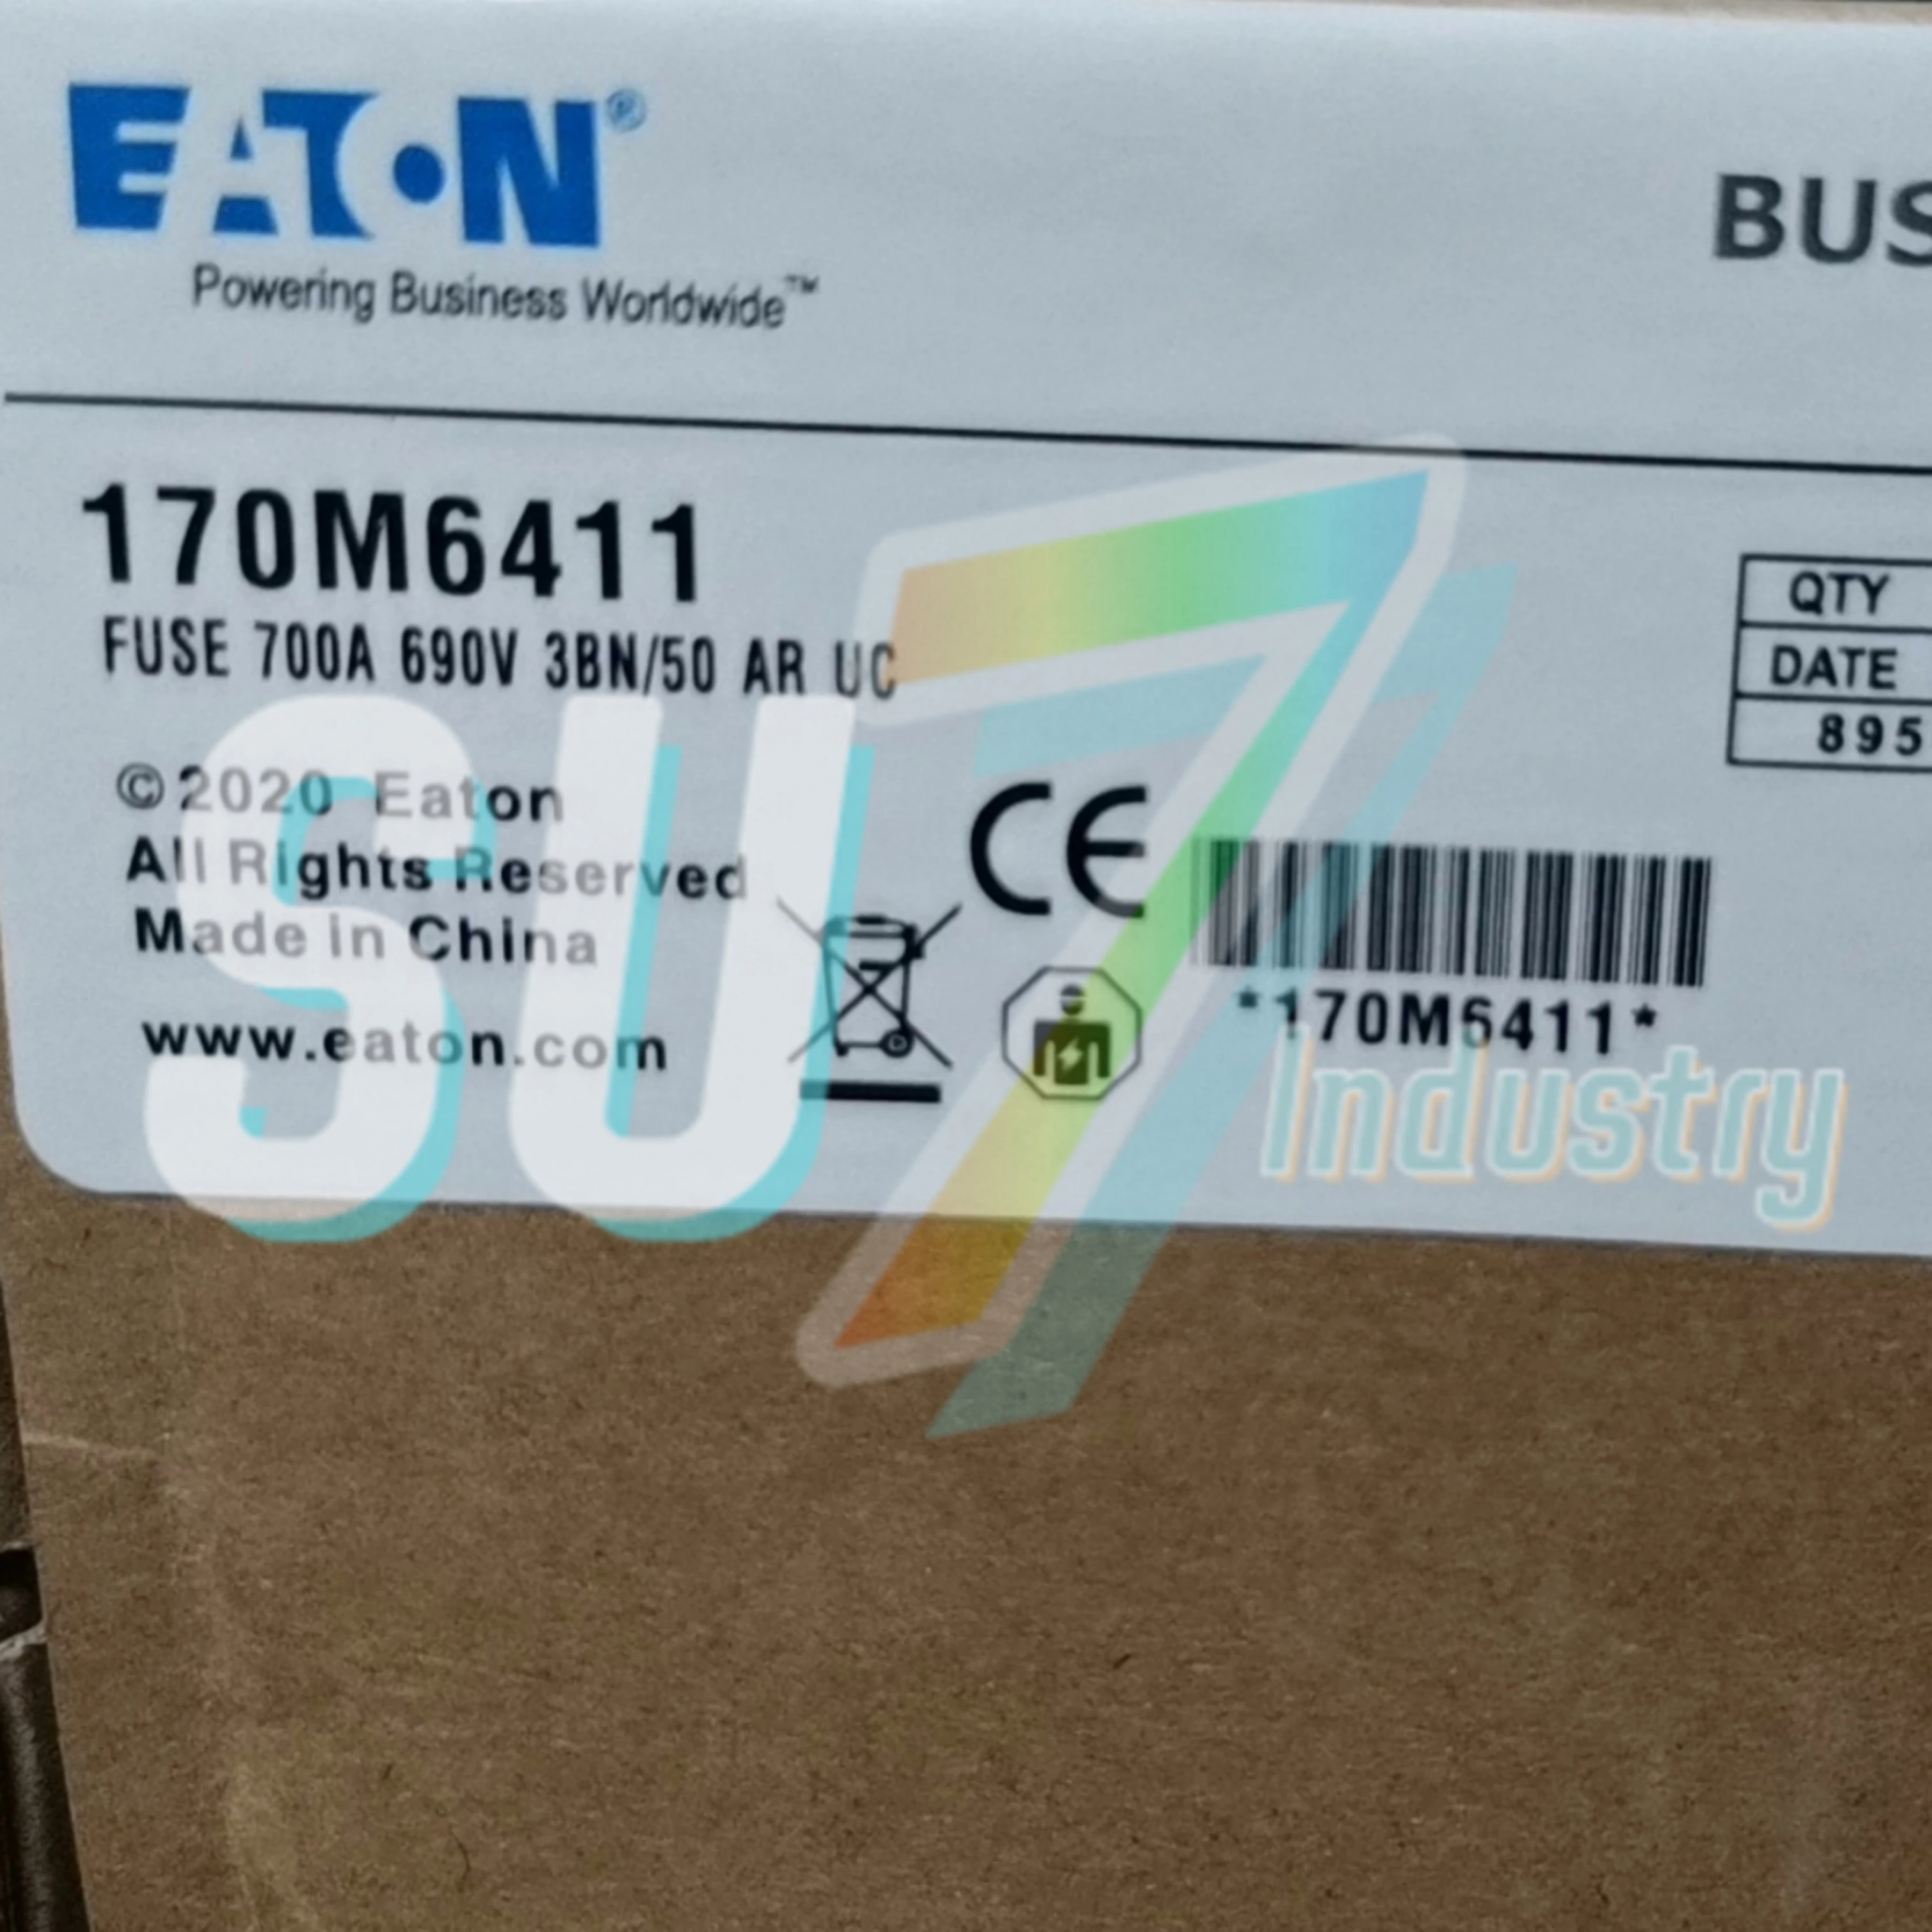 EATON®
Powering Business Worldwide™
BUS
170M6411
FUSE 700A 690V 3BN/50 AR UC
QTY
DATE
895
©2020 Eaton
All Rights Reserved
Made in China
www.eaton.com
CE
*170M6411*
SU7
Industry